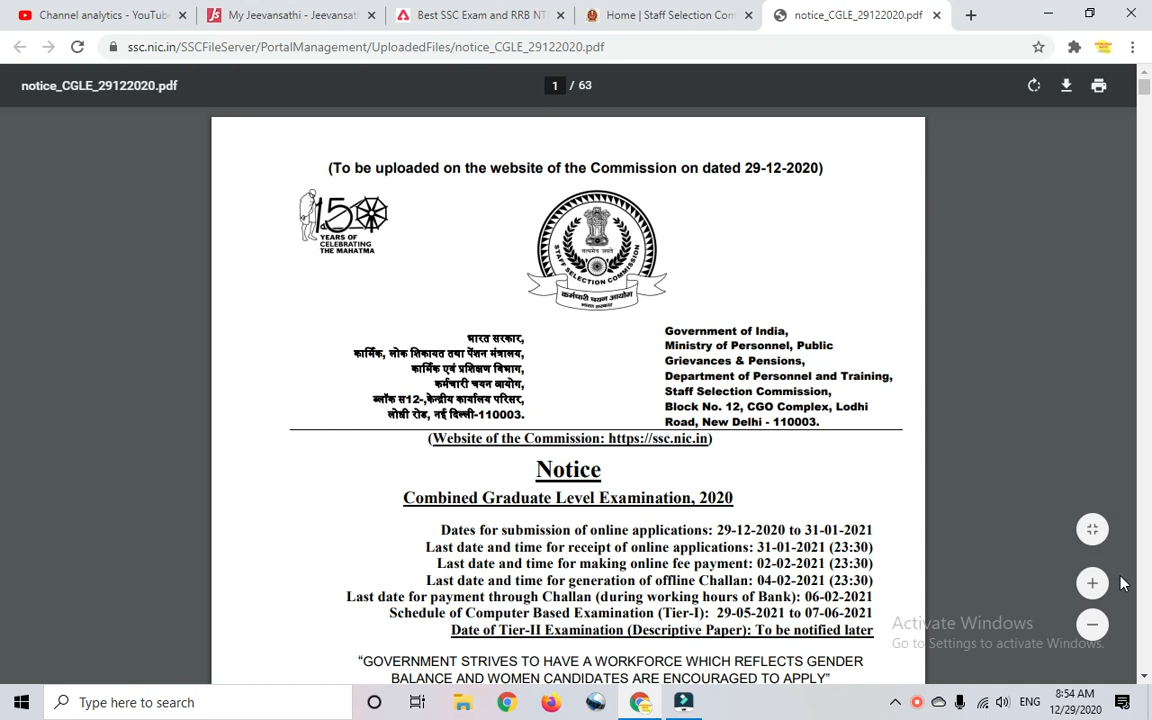 Channel analytics - YouTub
My Jeevansathi - Jeevansat
Best SSC Exam and RRB NT
Home | Staff Selection Com
notice_CGLE_29122020.pdf
ssc.nic.in/SSCFileServer/PortalManagement/UploadedFiles/notice_CGLE_29122020.pdf
notice_CGLE_29122020.pdf
1 / 63
(To be uploaded on the website of the Commission on dated 29-12-2020)
150
YEARS OF
CELEBRATING
THE MAHATMA
सत्यमेव जयते
STAFF SELECTION COMMISSION
कर्मचारी चयन आयोग
भारत सरकार
भारत सरकार,
कार्मिक, लोक शिकायत तथा पेंशन मंत्रालय,
कार्मिक एवं प्रशिक्षण विभाग,
कर्मचारी चयन आयोग,
ब्लॉक स12-,केन्द्रीय कार्यालय परिसर,
लोधी रोड, नई दिल्ली-110003.
Government of India,
Ministry of Personnel, Public
Grievances & Pensions,
Department of Personnel and Training,
Staff Selection Commission,
Block No. 12, CGO Complex, Lodhi
Road, New Delhi - 110003.
(Website of the Commission: https://ssc.nic.in)
Notice
Combined Graduate Level Examination, 2020
Dates for submission of online applications: 29-12-2020 to 31-01-2021
Last date and time for receipt of online applications: 31-01-2021 (23:30)
Last date and time for making online fee payment: 02-02-2021 (23:30)
Last date and time for generation of offline Challan: 04-02-2021 (23:30)
Last date for payment through Challan (during working hours of Bank): 06-02-2021
Schedule of Computer Based Examination (Tier-I): 29-05-2021 to 07-06-2021
Date of Tier-II Examination (Descriptive Paper): To be notified later
“GOVERNMENT STRIVES TO HAVE A WORKFORCE WHICH REFLECTS GENDER
BALANCE AND WOMEN CANDIDATES ARE ENCOURAGED TO APPLY”
Activate Windows
Go to Settings to activate Windows.
Type here to search
ENG
8:54 AM
12/29/2020